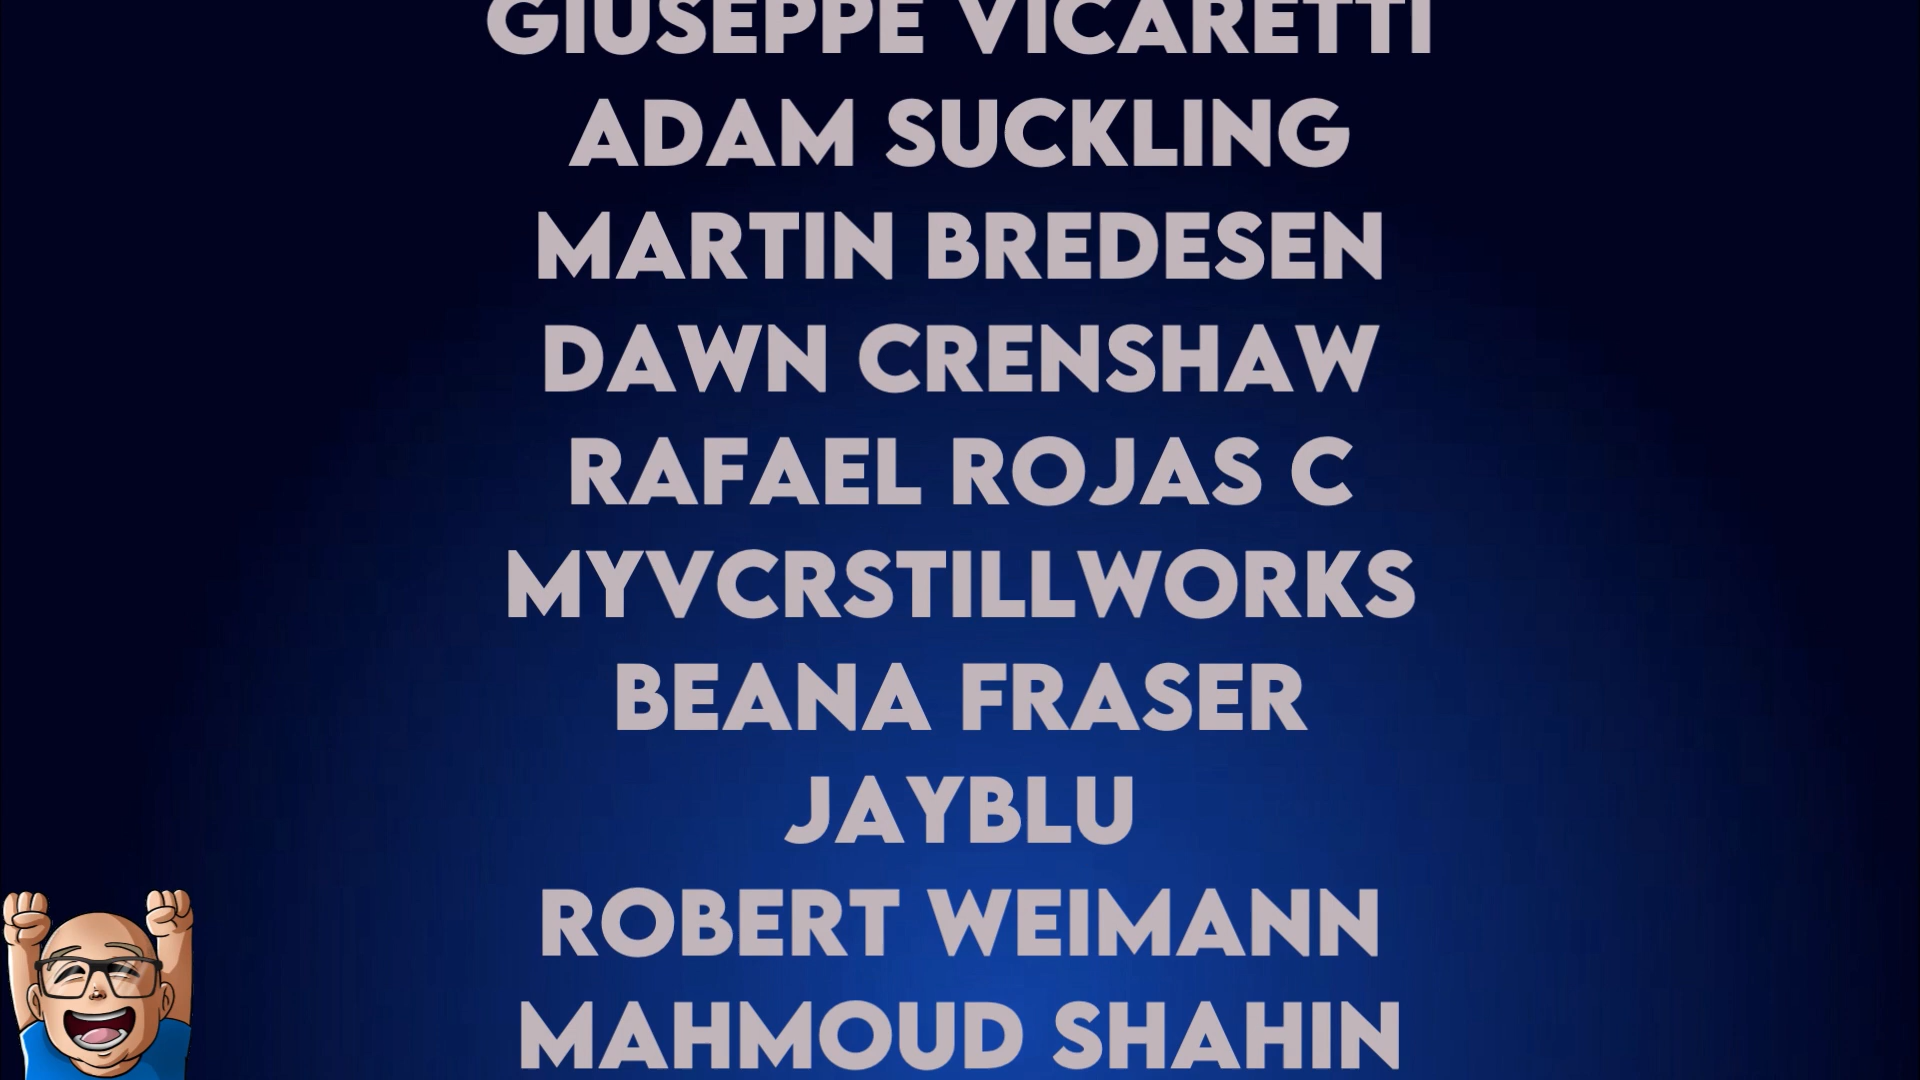 GIUSEPPE VICARETTI
ADAM SUCKLING
MARTIN BREDESEN
DAWN CRENSHAW
RAFAEL ROJAS C
MYVCRSTILLWORKS
BEANA FRASER
JAYBLU
ROBERT WEIMANN
MAHMOUD SHAHIN